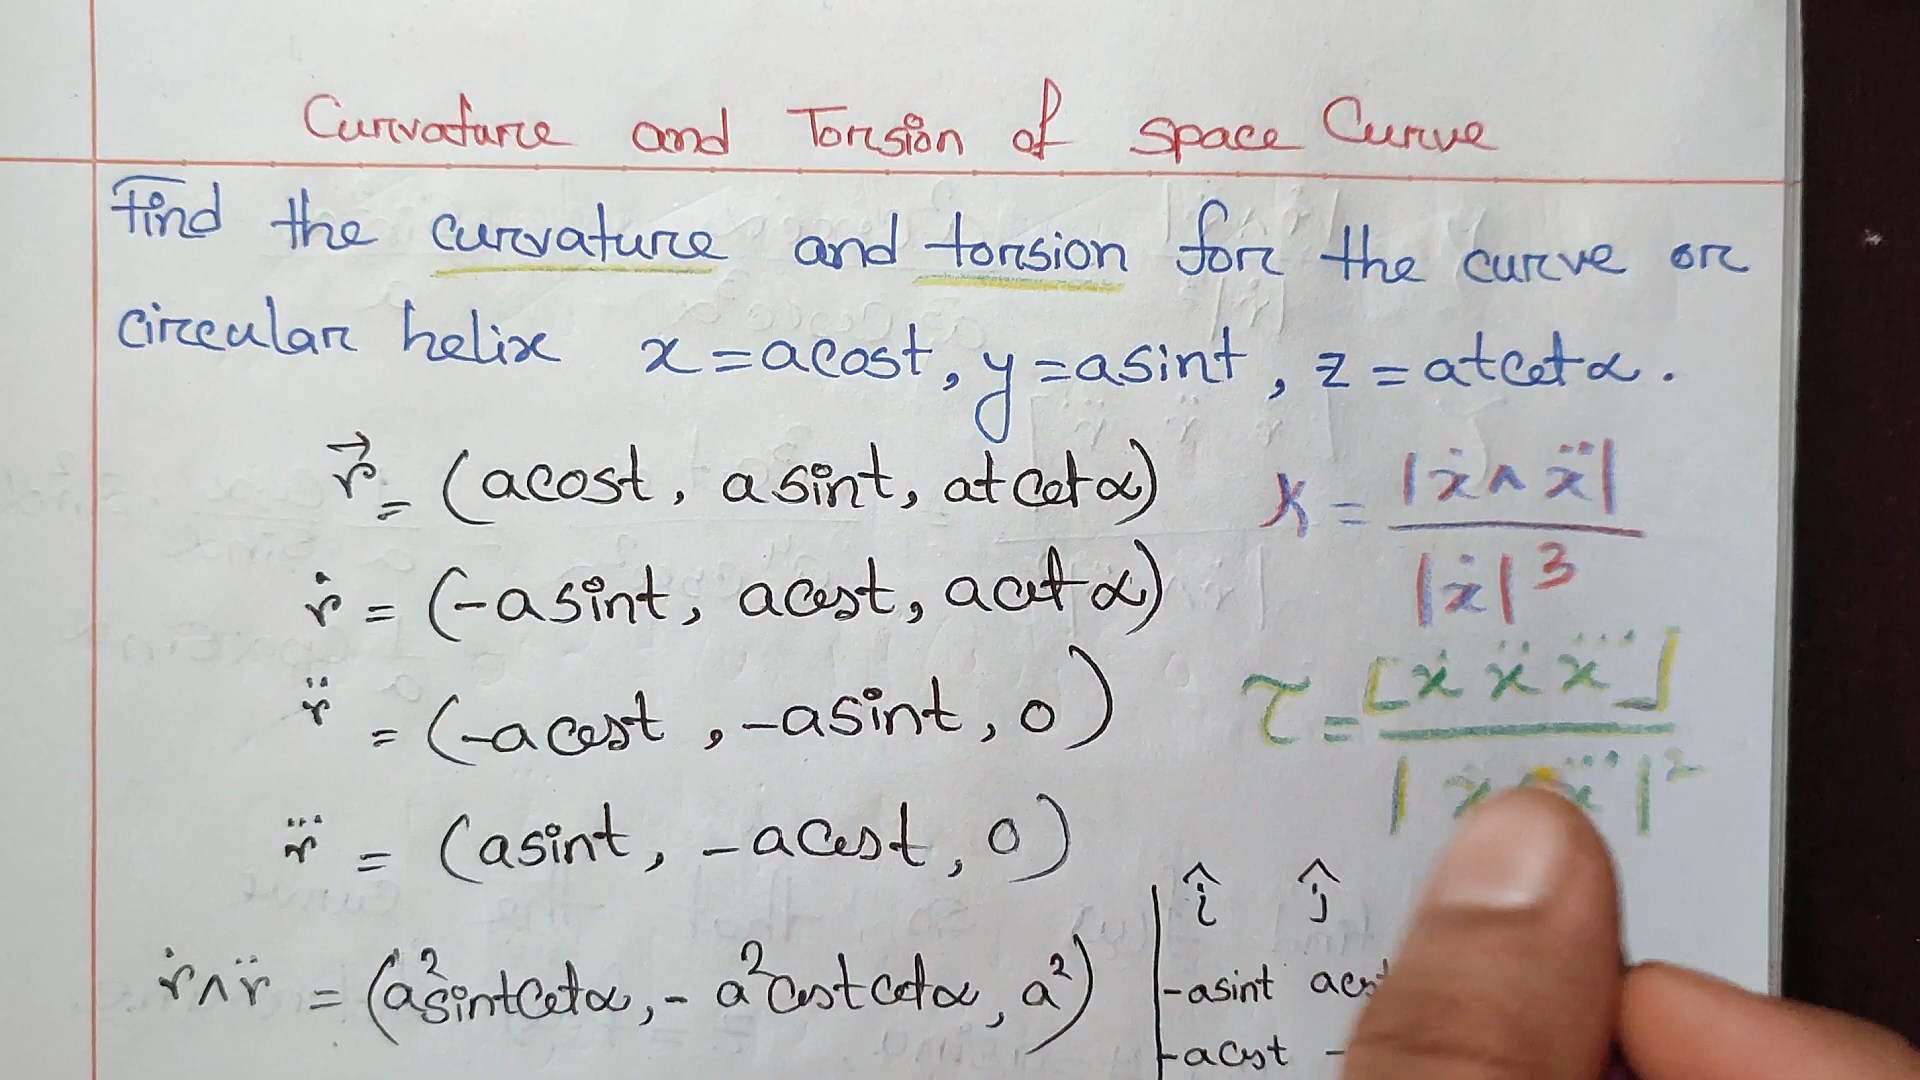 Curvature and Torsion of space Curve
Find the curvature and torsion for the curve or
circular helix x=acost, y=asint, z=atcotα.
r⃗ = (acost, asint, atcotα)
κ = |ẋ∧ẍ| / |ẋ|³
ṙ = (-asint, acost, acotα)
r̈ = (-acost, -asint, 0)
τ = [ẋ ẍ x⃛] / | |²
r⃛ = (asint, -acost, 0)
î ĵ
ṙ∧r̈ = (a²sintcotα, -a²costcotα, a²)
-asint acost
-acost -